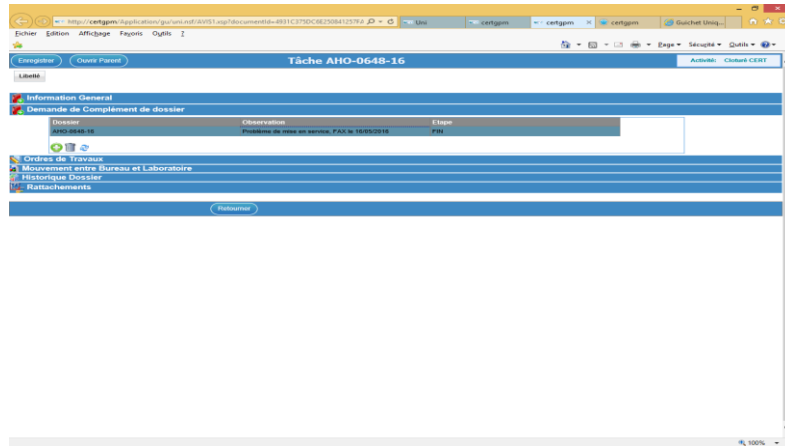 http://certgpm/Application/gu/uni.nsf/AVIS1.xsp?documentId=4931C375DC6E250841257FA
Uni
certgpm
certgpm
certgpm
Guichet Uniq...
Fichier Edition Affichage Favoris Outils ?
Page Sécurité Outils
Enregistrer Ouvrir Parent Tâche AHO-0648-16 Activité: Cloturé CERT
Libellé
Information General
Demande de Complément de dossier
Dossier Observation Etape
AHO-0648-16 Problème de mise en service, FAX le 16/05/2016 FIN
Ordres de Travaux
Mouvement entre Bureau et Laboratoire
Historique Dossier
Rattachements
Retourner
100%